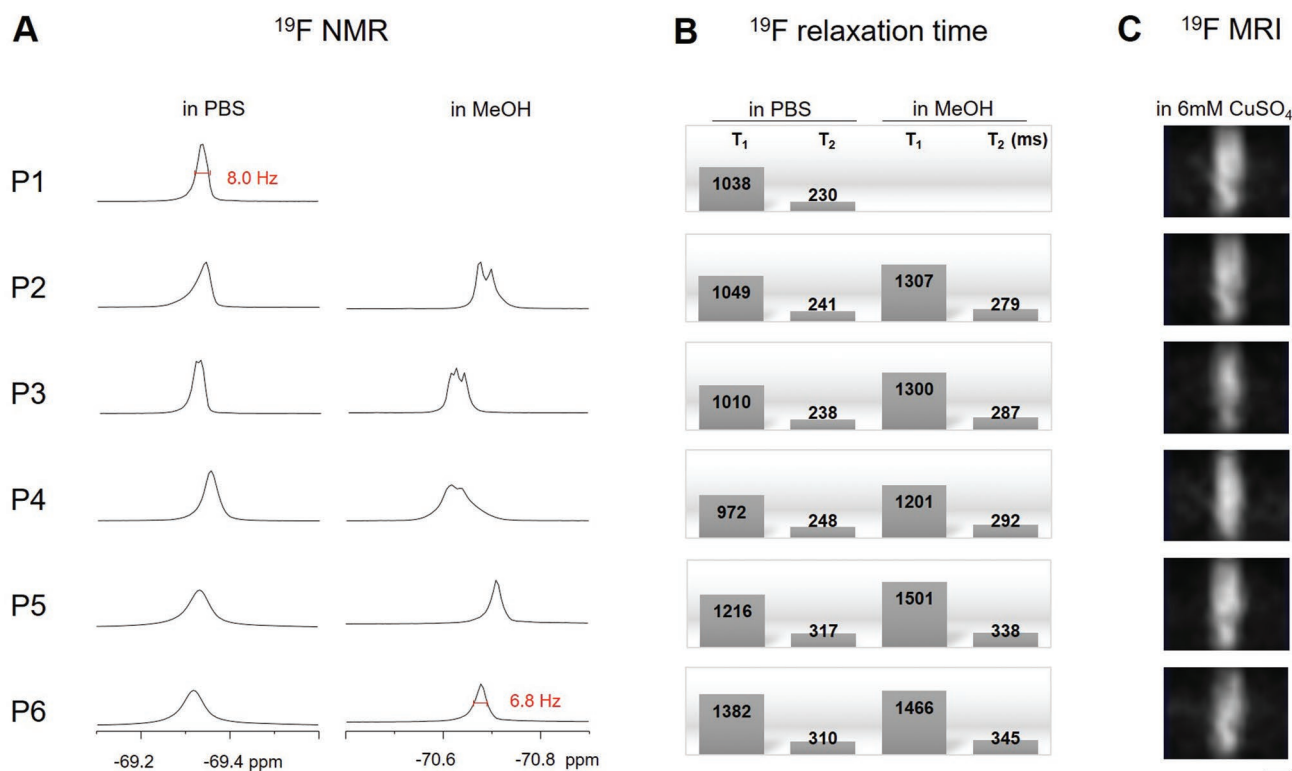 A ¹⁹F NMR
B ¹⁹F relaxation time
C ¹⁹F MRI
in PBS in MeOH
in PBS in MeOH
in 6mM CuSO₄
T₁ T₂ T₁ T₂ (ms)
P1 8.0 Hz 1038 230
P2 1049 241 1307 279
P3 1010 238 1300 287
P4 972 248 1201 292
P5 1216 317 1501 338
P6 6.8 Hz 1382 310 1466 345
-69.2 -69.4 ppm -70.6 -70.8 ppm